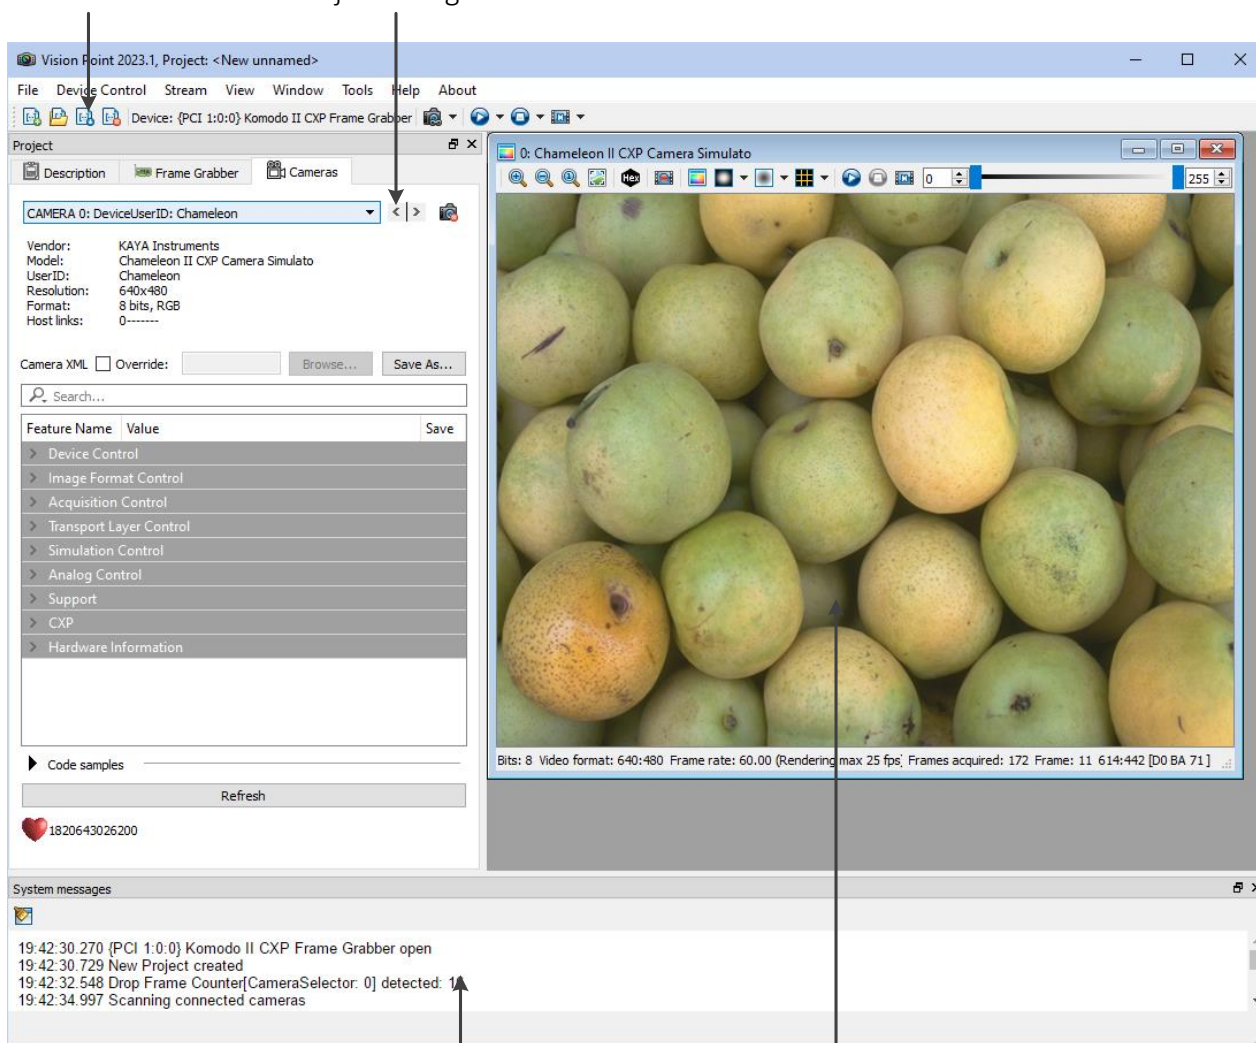 Vision Point 2023.1, Project: <New unnamed>
File Device Control Stream View Window Tools Help About
Device: {PCI 1:0:0} Komodo II CXP Frame Grabber
Project
Description Frame Grabber Cameras
CAMERA 0: DeviceUserID: Chameleon
Vendor: KAYA Instruments
Model: Chameleon II CXP Camera Simulato
UserID: Chameleon
Resolution: 640x480
Format: 8 bits, RGB
Host links: 0-------
Camera XML Override: Browse... Save As...
Search...
Feature Name Value Save
Device Control
Image Format Control
Acquisition Control
Transport Layer Control
Simulation Control
Analog Control
Support
CXP
Hardware Information
Code samples
Refresh
1820643026200
0: Chameleon II CXP Camera Simulato
Hex 0 255
Bits: 8 Video format: 640:480 Frame rate: 60.00 (Rendering max 25 fps) Frames acquired: 172 Frame: 11 614:442 [D0 BA 71]
System messages
19:42:30.270 {PCI 1:0:0} Komodo II CXP Frame Grabber open
19:42:30.729 New Project created
19:42:32.548 Drop Frame Counter[CameraSelector: 0] detected:
19:42:34.997 Scanning connected cameras